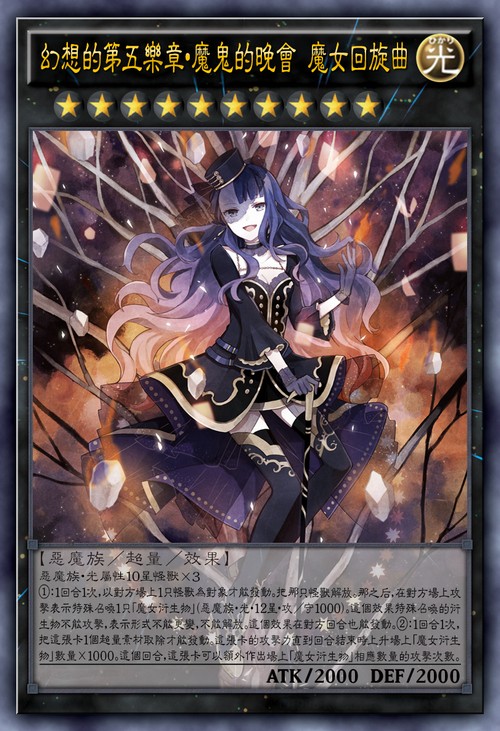 幻想的第五樂章•魔鬼的晚會 魔女回旋曲
ひかり
光
【惡魔族／超量／效果】
惡魔族・光屬性10星怪獸×3
①:1回合1次,以對方場上1只怪獸為對象才能發動。把那只怪獸解放。那之后,在對方場上攻
擊表示特殊召喚1只「魔女衍生物」(惡魔族・光・12星・攻／守1000)。這個效果特殊召喚的衍
生物不能攻擊,表示形式不能更變,不能解放。這個效果在對方回合也能發動。②:1回合1次,
把這張卡1個超量素材取除才能發動。這張卡的攻擊力直到回合結束時上升場上「魔女衍生
物」數量×1000。這個回合,這張卡可以額外作出場上「魔女衍生物」相應數量的攻擊次數。
ATK/2000 DEF/2000